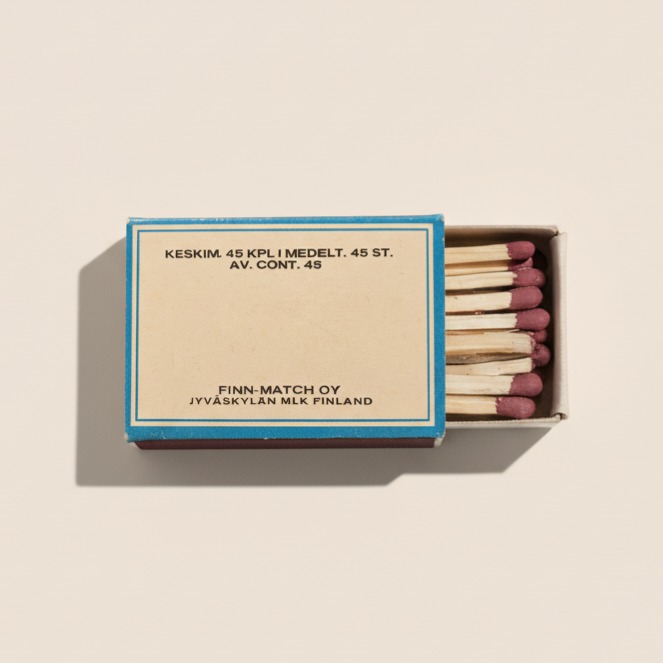 KESKIM. 45 KPL I MEDELT. 45 ST.
AV. CONT. 45
FINN-MATCH OY
JYVÄSKYLÄN MLK FINLAND